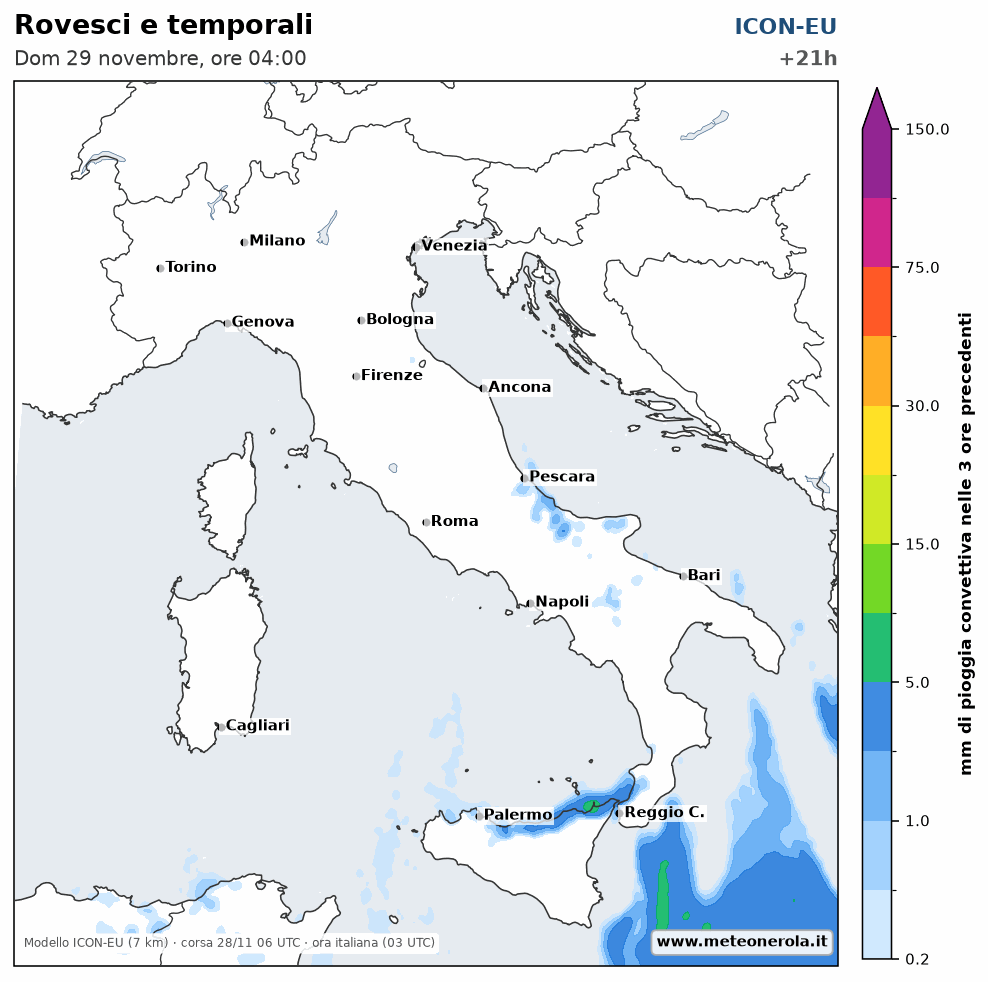 Rovesci e temporali
ICON-EU
Dom 29 novembre, ore 04:00
+21h
150.0
75.0
30.0
15.0
5.0
1.0
0.2
mm di pioggia convettiva nelle 3 ore precedenti
Milano
Venezia
Torino
Genova
Bologna
Firenze
Ancona
Pescara
Roma
Bari
Napoli
Cagliari
Palermo
Reggio C.
Modello ICON-EU (7 km) · corsa 28/11 06 UTC · ora italiana (03 UTC)
www.meteonerola.it